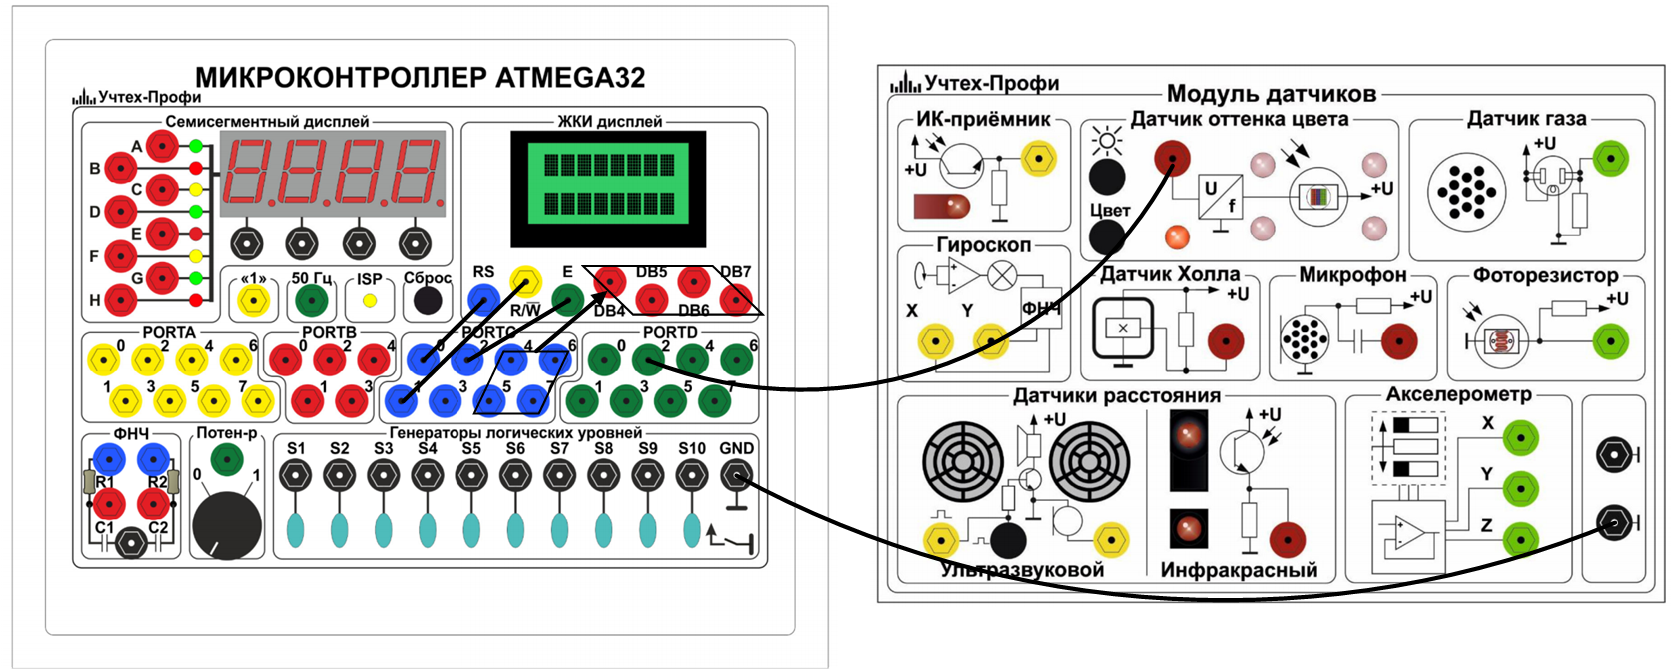 МИКРОКОНТРОЛЛЕР ATMEGA32
Учтех-Профи
Семисегментный дисплей
A
B
C
D
E
F
G
H
ЖКИ дисплей
RS
R/W
E
DB4
DB5
DB6
DB7
«1»
50 Гц
ISP
Сброс
PORTA
0 2 4 6
1 3 5 7
PORTB
0 2 4
1 3
PORTC
0 2 4 6
1 3 5 7
PORTD
0 2 4 6
1 3 5 7
ФНЧ
R1 R2
C1 C2
Потен-р
0 1
Генераторы логических уровней
S1 S2 S3 S4 S5 S6 S7 S8 S9 S10 GND
Учтех-Профи
Модуль датчиков
ИК-приёмник
+U
Датчик оттенка цвета
Цвет
U
f
+U
Датчик газа
+U
Гироскоп
X Y
ФНЧ
Датчик Холла
+U
Микрофон
+U
Фоторезистор
+U
Датчики расстояния
+U
Ультразвуковой
+U
Инфракрасный
Акселерометр
X
Y
Z